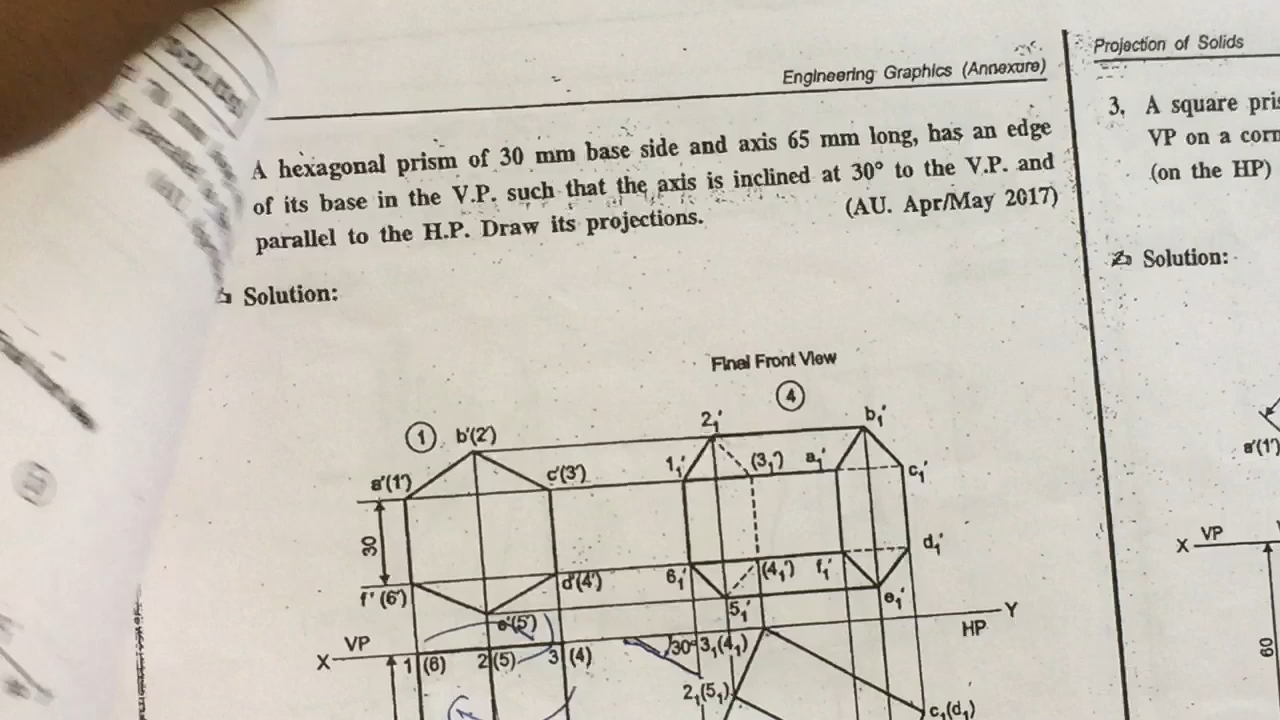 Engineering Graphics (Annexure)
A hexagonal prism of 30 mm base side and axis 65 mm long, has an edge
of its base in the V.P. such that the axis is inclined at 30° to the V.P. and
parallel to the H.P. Draw its projections.
(AU. Apr/May 2017)
Solution:
Final Front View
4
1
b'(2')
2₁'
b₁'
a'(1')
c'(3')
1₁'
(3₁')
a₁'
c₁'
30
f'(6')
d'(4')
6₁'
(4₁')
f₁'
d₁'
e'(5')
5₁'
e₁'
Y
HP
VP
X
1 (6)
2 (5)
3 (4)
30°
3₁(4₁)
2₁(5₁)
c₁(d₁)
Projection of Solids
3. A square pris
VP on a corn
(on the HP)
Solution:
a'(1')
X VP
60